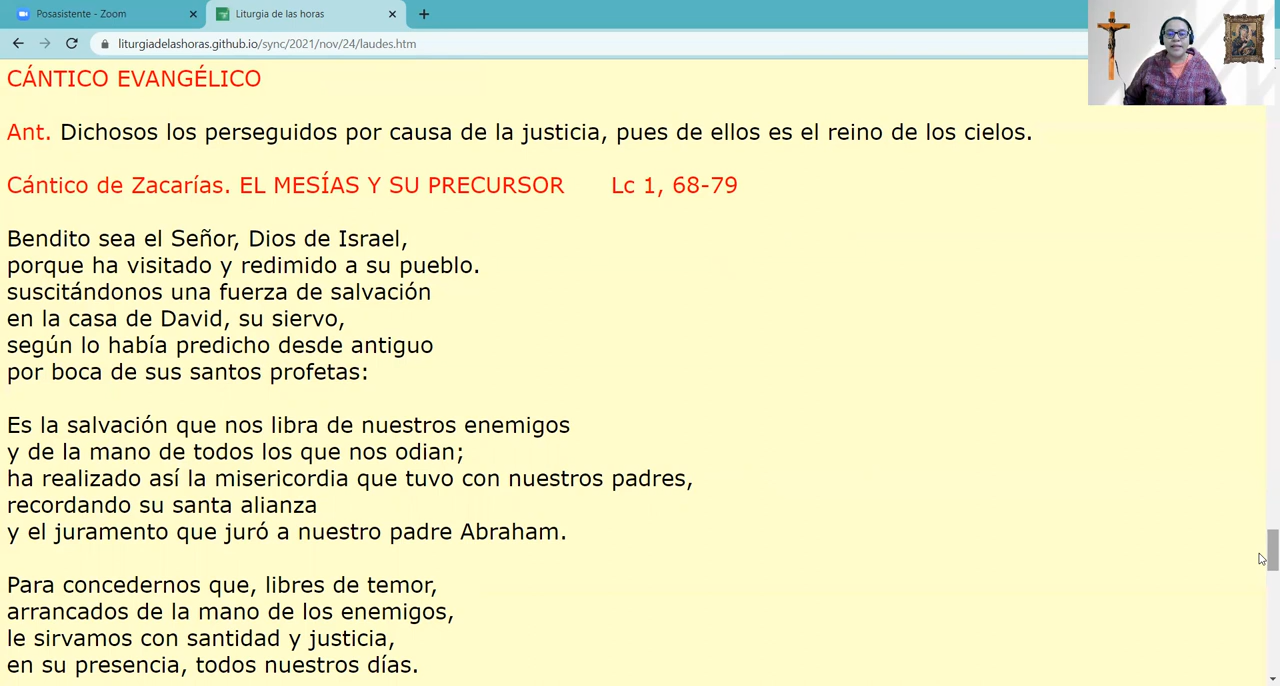 Posasistente - Zoom
Liturgia de las horas
liturgiadelashoras.github.io/sync/2021/nov/24/laudes.htm
CÁNTICO EVANGÉLICO
Ant. Dichosos los perseguidos por causa de la justicia, pues de ellos es el reino de los cielos.
Cántico de Zacarías. EL MESÍAS Y SU PRECURSOR Lc 1, 68-79
Bendito sea el Señor, Dios de Israel,
porque ha visitado y redimido a su pueblo.
suscitándonos una fuerza de salvación
en la casa de David, su siervo,
según lo había predicho desde antiguo
por boca de sus santos profetas:
Es la salvación que nos libra de nuestros enemigos
y de la mano de todos los que nos odian;
ha realizado así la misericordia que tuvo con nuestros padres,
recordando su santa alianza
y el juramento que juró a nuestro padre Abraham.
Para concedernos que, libres de temor,
arrancados de la mano de los enemigos,
le sirvamos con santidad y justicia,
en su presencia, todos nuestros días.